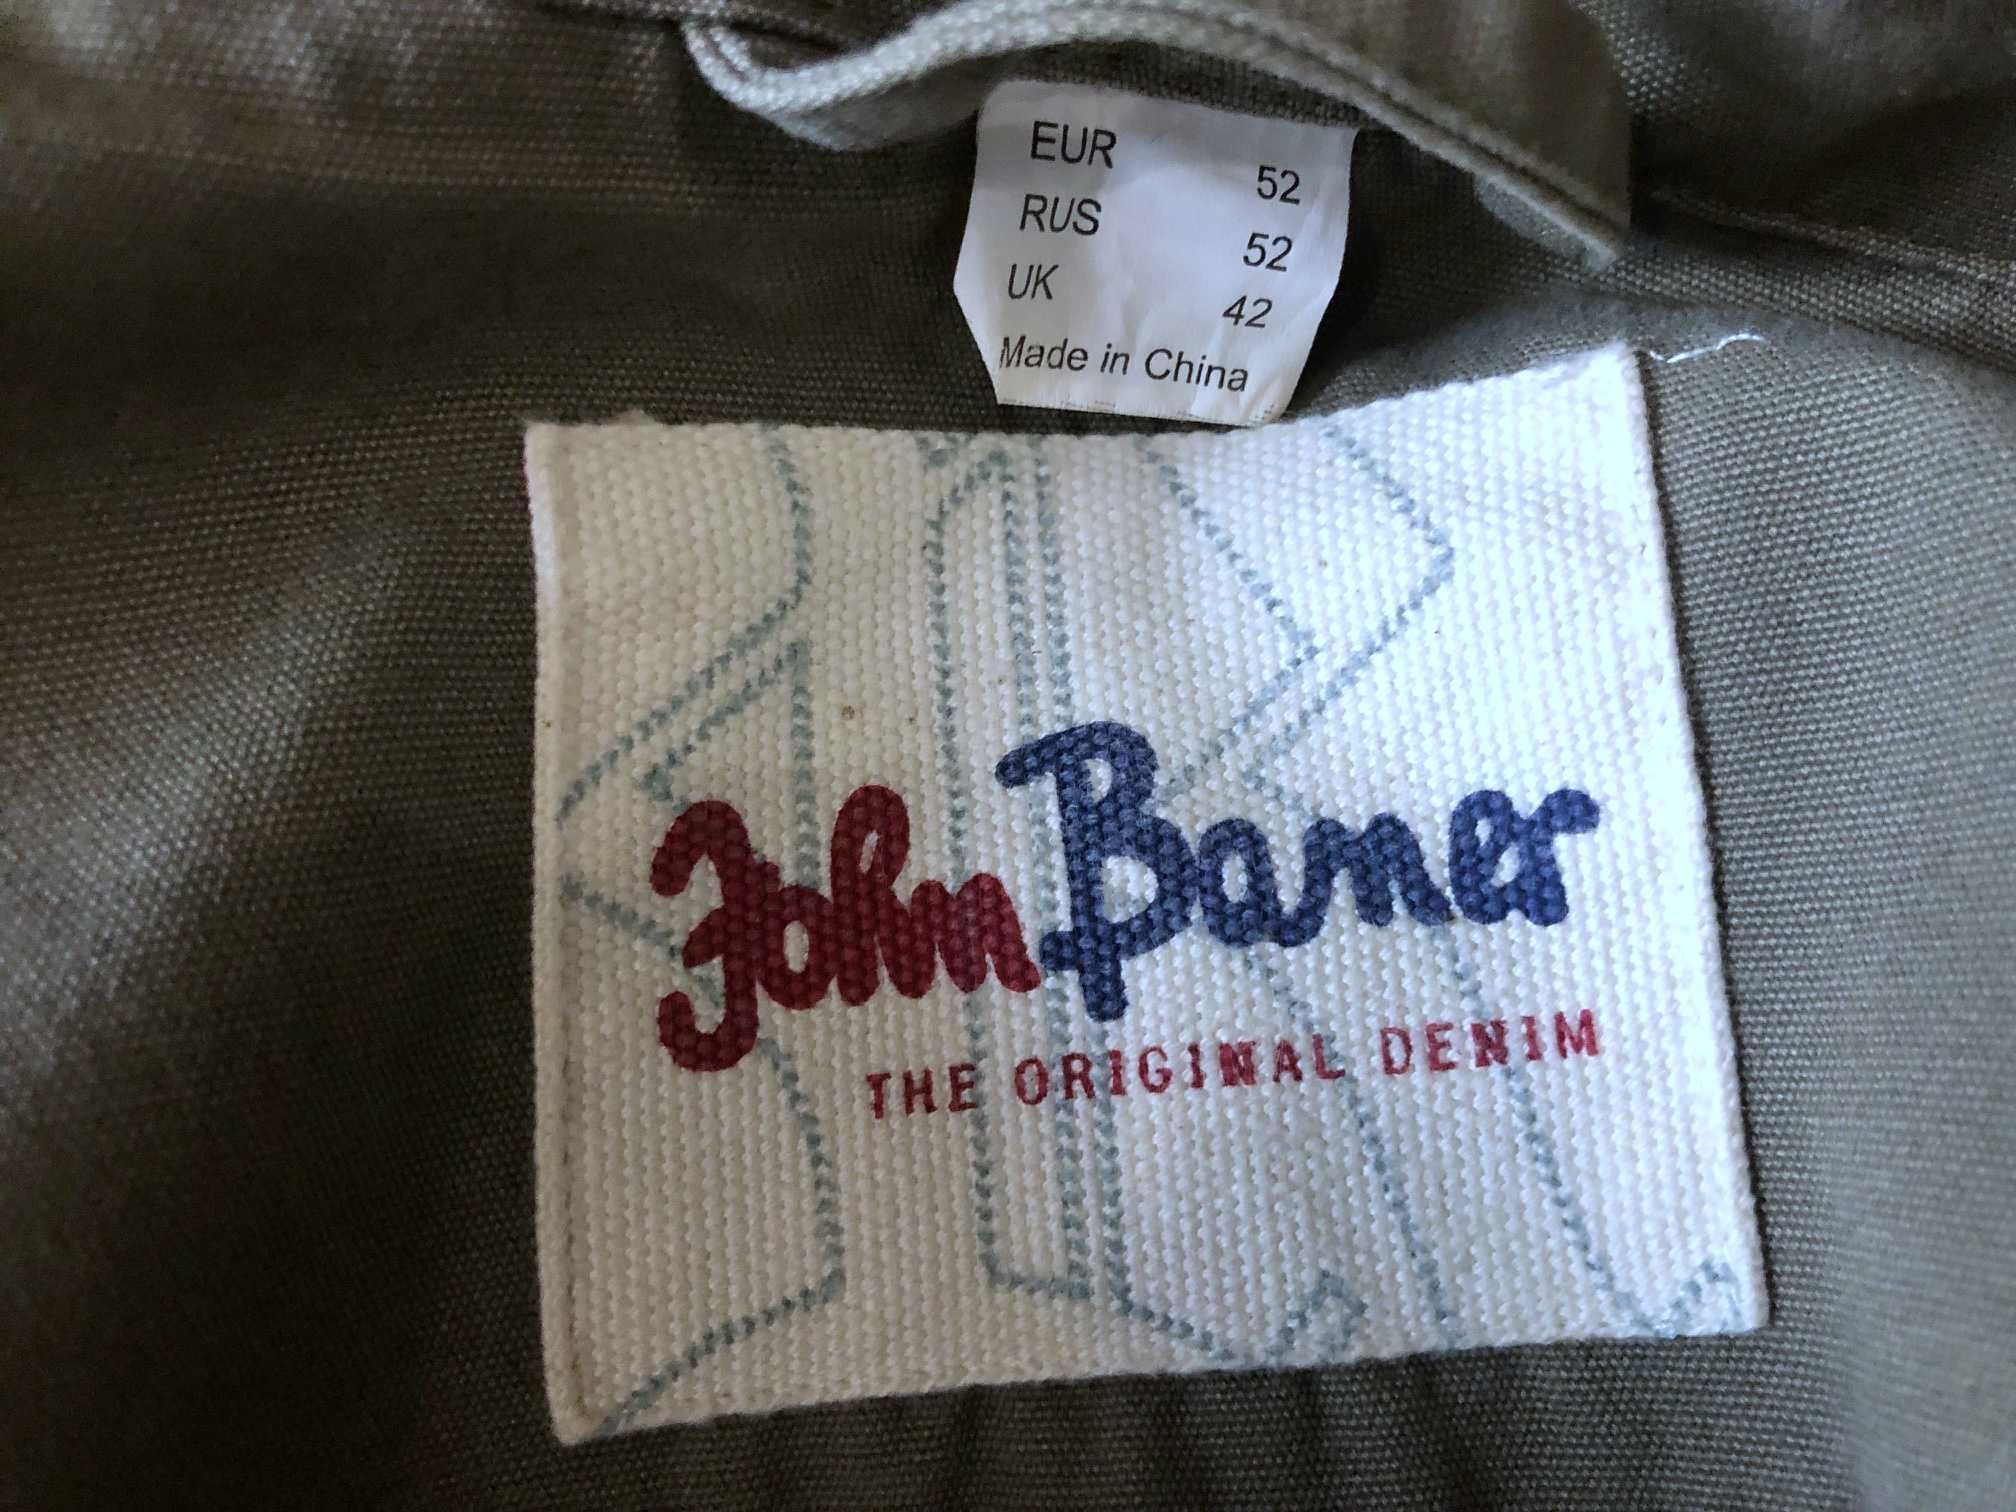 EUR 52
RUS 52
UK 42
Made in China
John Baner
THE ORIGINAL DENIM